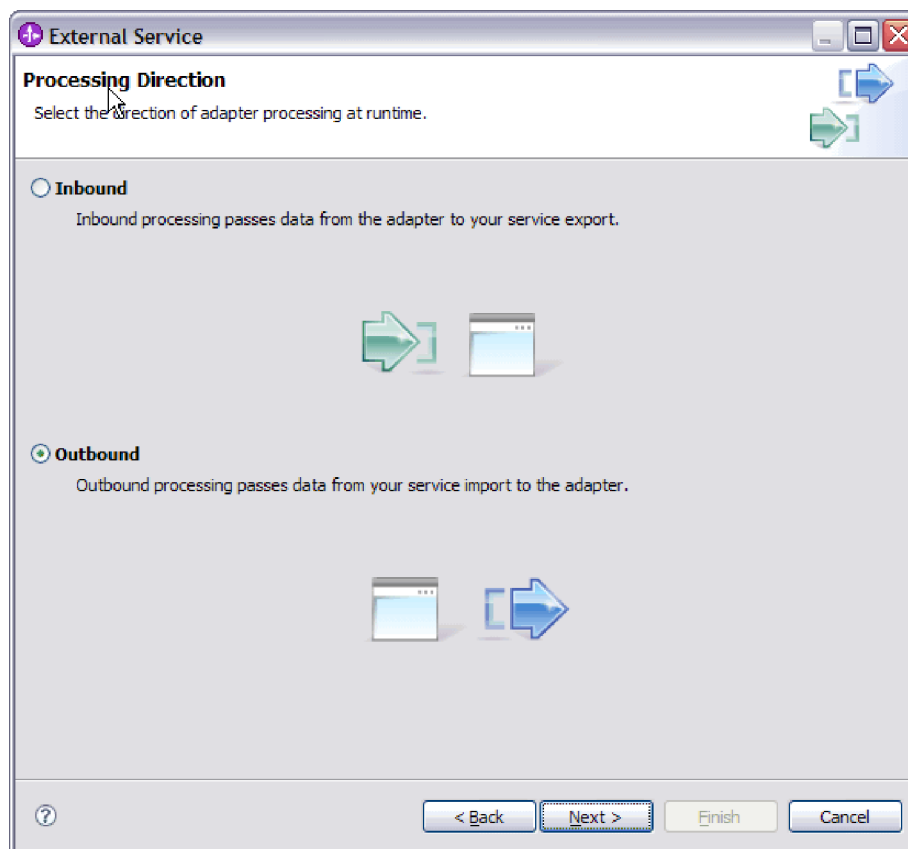 External Service
Processing Direction
Select the direction of adapter processing at runtime.
Inbound
Inbound processing passes data from the adapter to your service export.
Outbound
Outbound processing passes data from your service import to the adapter.
< Back
Next >
Finish
Cancel